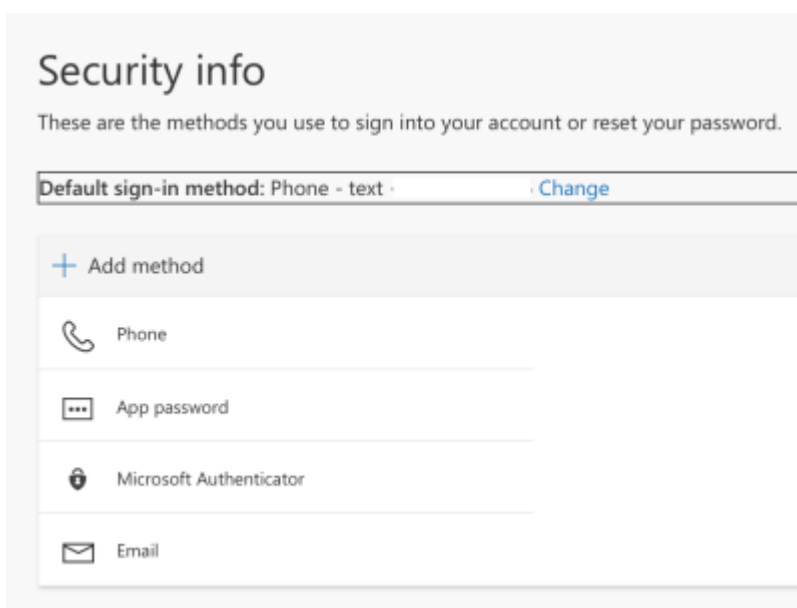 Security info
These are the methods you use to sign into your account or reset your password.
Default sign-in method: Phone - text - Change
Add method
Phone
App password
Microsoft Authenticator
Email